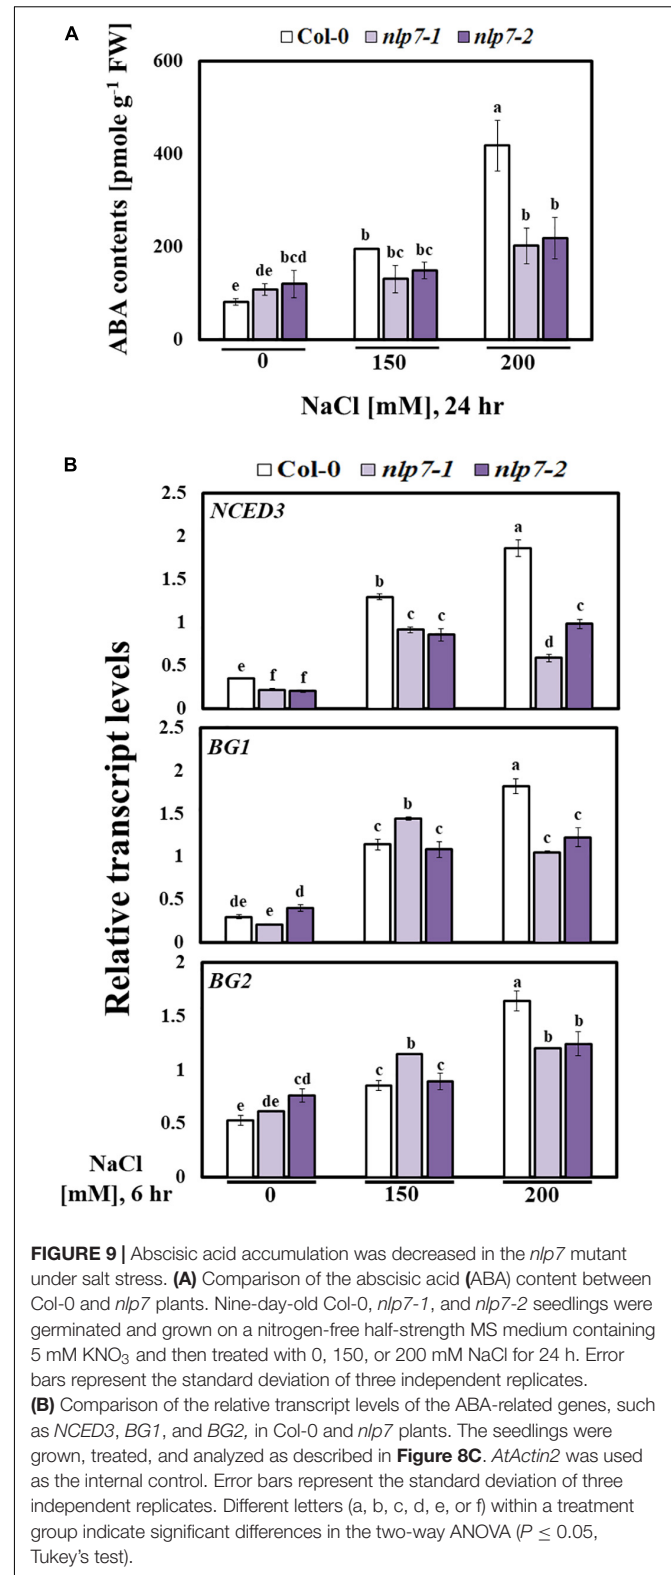 A
Col-0 nlp7-1 nlp7-2
ABA contents [pmole g-1 FW]
600
400
200
0
e de bcd b bc bc a b b
0 150 200
NaCl [mM], 24 hr
B
Col-0 nlp7-1 nlp7-2
Relative transcript levels
NCED3
2.5
2
1.5
1
0.5
0
e f f b c c a d c
BG1
2.5
2
1.5
1
0.5
0
de e d c b c a c c
BG2
2
1.5
1
0.5
0
e de cd c b c a b b
NaCl
[mM], 6 hr
0 150 200
FIGURE 9 | Abscisic acid accumulation was decreased in the nlp7 mutant
under salt stress. (A) Comparison of the abscisic acid (ABA) content between
Col-0 and nlp7 plants. Nine-day-old Col-0, nlp7-1, and nlp7-2 seedlings were
germinated and grown on a nitrogen-free half-strength MS medium containing
5 mM KNO3 and then treated with 0, 150, or 200 mM NaCl for 24 h. Error
bars represent the standard deviation of three independent replicates.
(B) Comparison of the relative transcript levels of the ABA-related genes, such
as NCED3, BG1, and BG2, in Col-0 and nlp7 plants. The seedlings were
grown, treated, and analyzed as described in Figure 8C. AtActin2 was used
as the internal control. Error bars represent the standard deviation of three
independent replicates. Different letters (a, b, c, d, e, or f) within a treatment
group indicate significant differences in the two-way ANOVA (P ≤ 0.05,
Tukey's test).